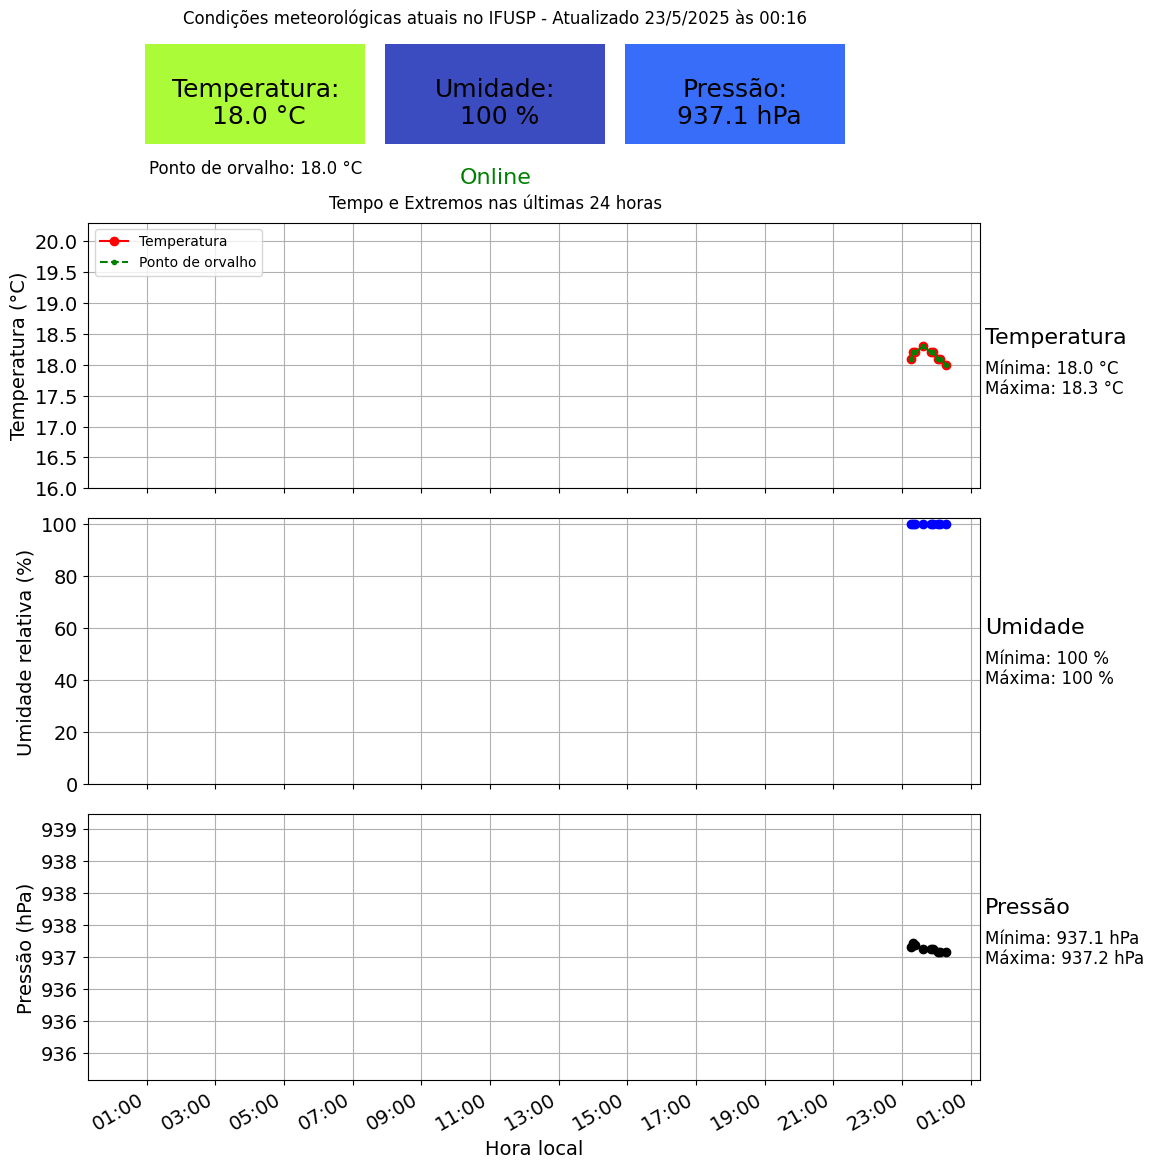 Condições meteorológicas atuais no IFUSP - Atualizado 23/5/2025 às 00:16
Temperatura:
18.0 °C
Umidade:
100 %
Pressão:
937.1 hPa
Ponto de orvalho: 18.0 °C
Online
Tempo e Extremos nas últimas 24 horas
Temperatura (°C)
20.0
19.5
19.0
18.5
18.0
17.5
17.0
16.5
16.0
Temperatura
Ponto de orvalho
Temperatura
Mínima: 18.0 °C
Máxima: 18.3 °C
Umidade relativa (%)
100
80
60
40
20
0
Umidade
Mínima: 100 %
Máxima: 100 %
Pressão (hPa)
939
938
938
938
937
936
936
936
Pressão
Mínima: 937.1 hPa
Máxima: 937.2 hPa
01:00
03:00
05:00
07:00
09:00
11:00
13:00
15:00
17:00
19:00
21:00
23:00
01:00
Hora local